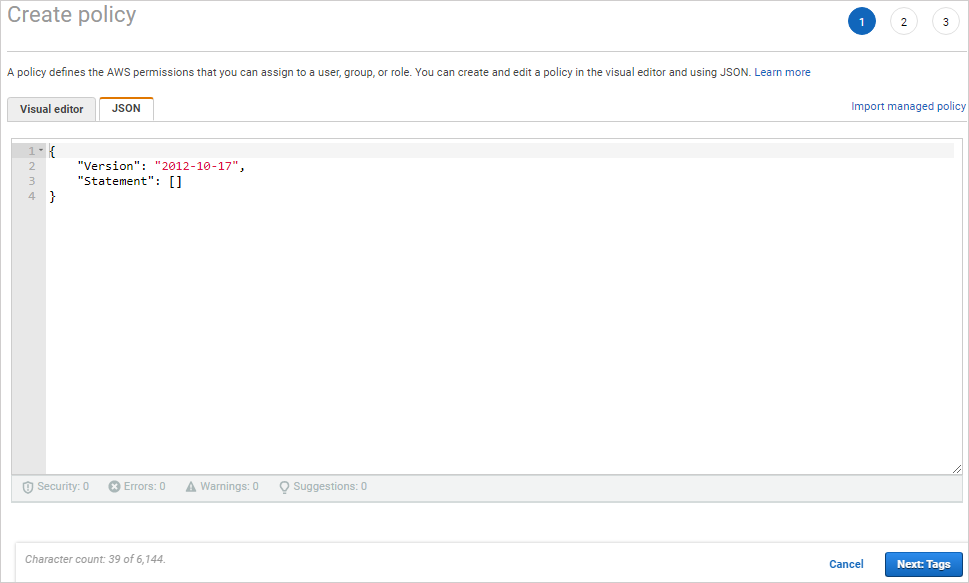 Create policy
1 2 3
A policy defines the AWS permissions that you can assign to a user, group, or role. You can create and edit a policy in the visual editor and using JSON. Learn more
Visual editor JSON Import managed policy
1 {
2 "Version": "2012-10-17",
3 "Statement": []
4 }
Security: 0 Errors: 0 Warnings: 0 Suggestions: 0
Character count: 39 of 6,144.
Cancel Next: Tags